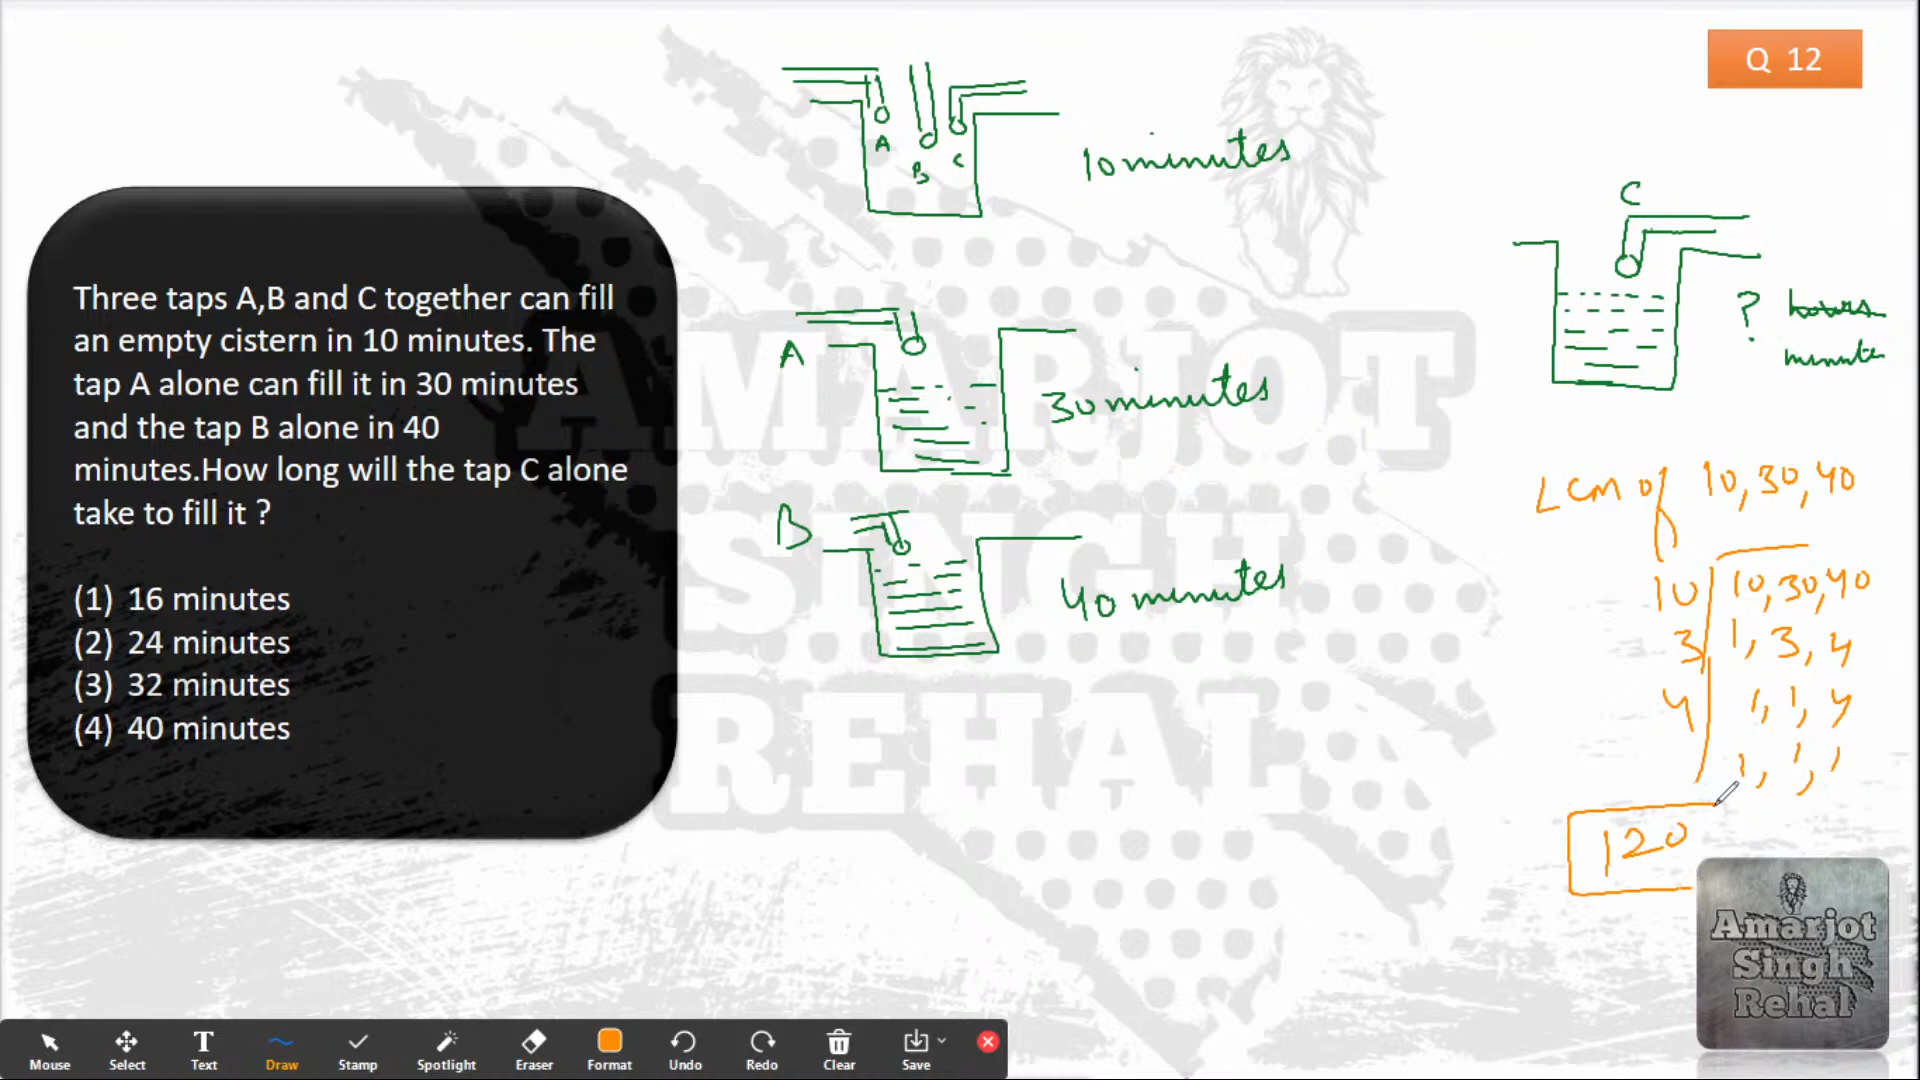 Q 12
A
B
C
10 minutes
C
? hours
minute
Three taps A,B and C together can fill
an empty cistern in 10 minutes. The
tap A alone can fill it in 30 minutes
and the tap B alone in 40
minutes.How long will the tap C alone
take to fill it ?
(1) 16 minutes
(2) 24 minutes
(3) 32 minutes
(4) 40 minutes
A
30 minutes
B
40 minutes
LCM of 10, 30, 40
10 10, 30, 40
3 1, 3, 4
4 1, 1, 4
1, 1, 1
120
AMARJOT
SINGH
REHAL
Amarjot
Singh
Rehal
Mouse
Select
Text
Draw
Stamp
Spotlight
Eraser
Format
Undo
Redo
Clear
Save